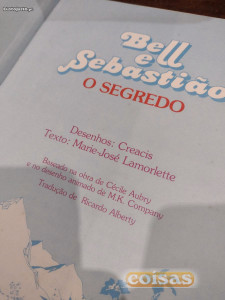 Bell
e
Sebastião
O SEGREDO
Desenhos: Creacis
Texto: Marie-José Lamorlette
Baseado na obra de Cécile Aubry
e no desenho animado de M.K. Company
Tradução de Ricardo Alberty
coisas